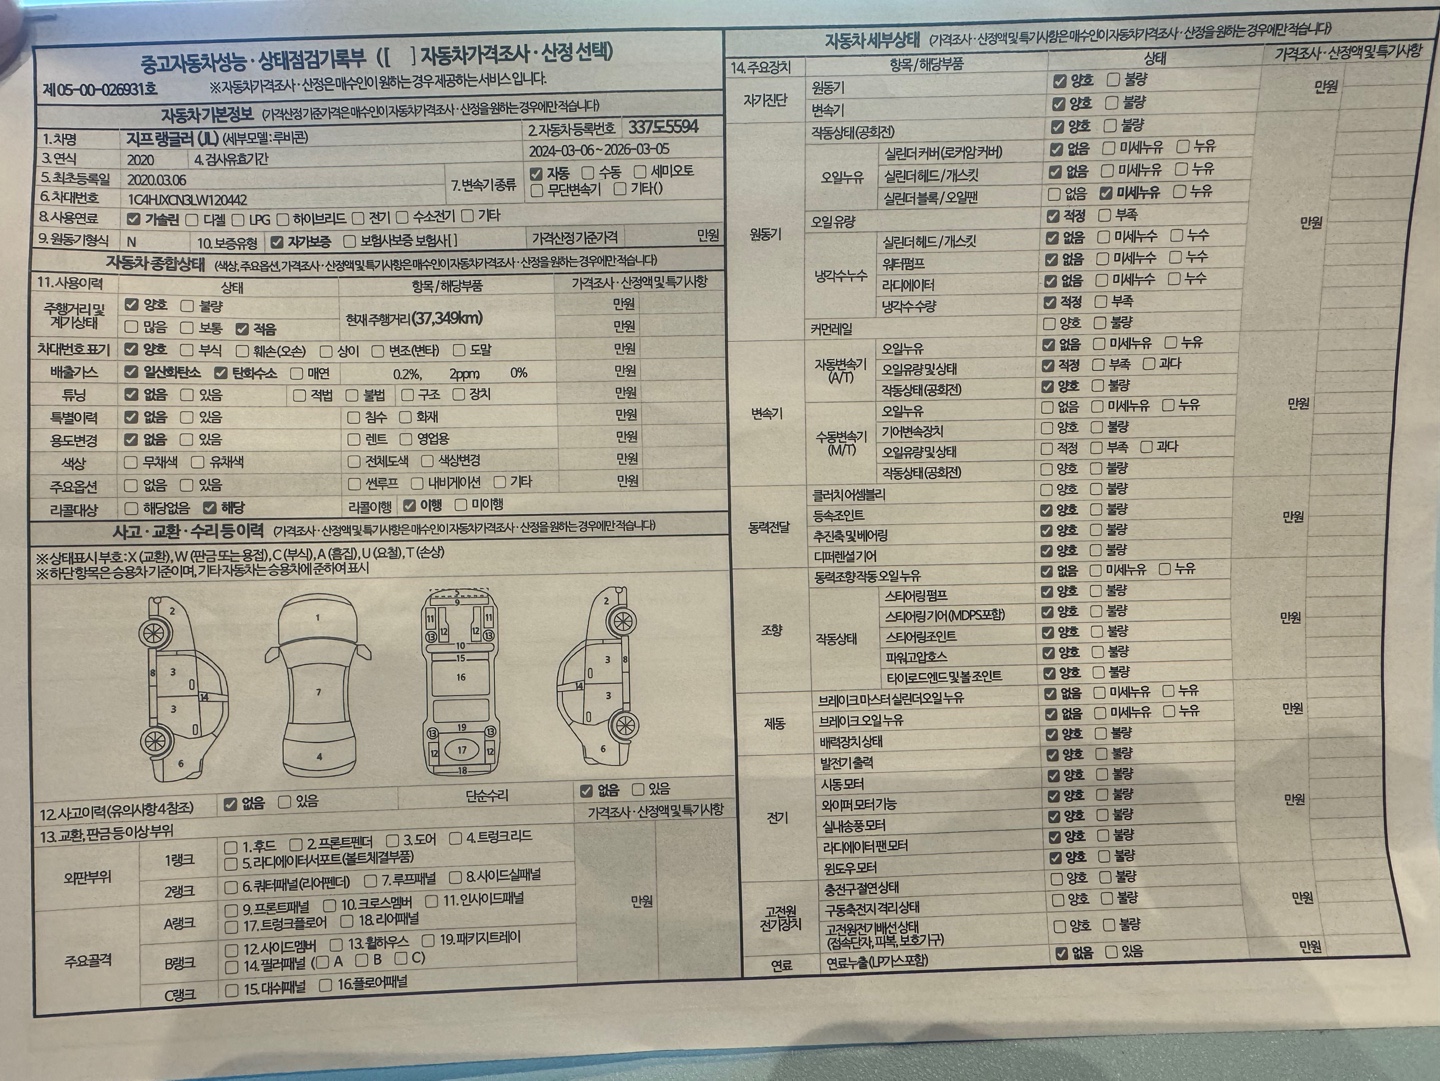 중고자동차성능·상태점검기록부 ([ ] 자동차가격조사·산정 선택)
제05-00-026931호 ※ 자동차가격조사·산정은 매수인이 원하는 경우 제공하는 서비스 입니다.
자동차 기본정보 (가격산정 기준가격은 매수인이 자동차가격조사·산정을 원하는 경우에만 적습니다)
1. 차명 지프 랭글러 (JL) (세부모델 : 루비콘) 2. 자동차 등록번호 337도5594
3. 연식 2020 4. 검사유효기간 2024-03-06 ~ 2026-03-05
5. 최초등록일 2020.03.06 7. 변속기 종류 ☑ 자동 ☐ 수동 ☐ 세미오토
☐ 무단변속기 ☐ 기타( )
6. 차대번호 1C4HJXCN3LW120442
8. 사용연료 ☑ 가솔린 ☐ 디젤 ☐ LPG ☐ 하이브리드 ☐ 전기 ☐ 수소전기 ☐ 기타
9. 원동기형식 N 10. 보증유형 ☑ 자가보증 ☐ 보험사보증 보험사 [ ] 가격산정 기준가격 만원
자동차 종합상태 (색상, 주요옵션, 가격조사·산정액 및 특기사항은 매수인이 자동차가격조사·산정을 원하는 경우에만 적습니다)
11. 사용이력 상태 항목 / 해당부품 가격조사·산정액 및 특기사항
주행거리 및 계기상태 ☑ 양호 ☐ 불량 현재 주행거리 (37,349km) 만원
☐ 많음 ☐ 보통 ☑ 적음 만원
차대번호 표기 ☑ 양호 ☐ 부식 ☐ 훼손(오손) ☐ 상이 ☐ 변조(변타) ☐ 도말 만원
배출가스 ☑ 일산화탄소 ☑ 탄화수소 ☐ 매연 0.2%, 2ppm, 0% 만원
튜닝 ☑ 없음 ☐ 있음 ☐ 적법 ☐ 불법 ☐ 구조 ☐ 장치 만원
특별이력 ☑ 없음 ☐ 있음 ☐ 침수 ☐ 화재 만원
용도변경 ☑ 없음 ☐ 있음 ☐ 렌트 ☐ 영업용 만원
색상 ☐ 무채색 ☐ 유채색 ☐ 전체도색 ☐ 색상변경 만원
주요옵션 ☐ 없음 ☐ 있음 ☐ 썬루프 ☐ 내비게이션 ☐ 기타 만원
리콜대상 ☐ 해당없음 ☑ 해당 리콜이행 ☑ 이행 ☐ 미이행
사고·교환·수리 등 이력 (가격조사·산정액 및 특기사항은 매수인이 자동차가격조사·산정을 원하는 경우에만 적습니다)
※ 상태표시 부호 : X (교환), W (판금 또는 용접), C (부식), A (흠집), U (요철), T (손상)
※ 하단 항목은 승용차 기준이며, 기타 자동차는 승용차에 준하여 표시
2 8 3 14 3 6
1 7 4
5 9 11 12 13 12 11 13 10 15 16 19 13 12 17 13 12 18
2 3 8 14 3 6
12. 사고이력 (유의사항 4 참조) ☑ 없음 ☐ 있음 단순수리 ☑ 없음 ☐ 있음
13. 교환, 판금 등 이상 부위 가격조사·산정액 및 특기사항
외판부위 1랭크 ☐ 1. 후드 ☐ 2. 프론트펜더 ☐ 3. 도어 ☐ 4. 트렁크리드
☐ 5. 라디에이터서포트(볼트체결부품)
2랭크 ☐ 6. 쿼터패널(리어펜더) ☐ 7. 루프패널 ☐ 8. 사이드실패널
주요골격 A랭크 ☐ 9. 프론트패널 ☐ 10. 크로스멤버 ☐ 11. 인사이드패널 만원
☐ 17. 트렁크플로어 ☐ 18. 리어패널
B랭크 ☐ 12. 사이드멤버 ☐ 13. 휠하우스 ☐ 19. 패키지트레이
☐ 14. 필러패널 (☐ A ☐ B ☐ C)
C랭크 ☐ 15. 대쉬패널 ☐ 16. 플로어패널
자동차 세부상태 (가격조사·산정액 및 특기사항은 매수인이 자동차가격조사·산정을 원하는 경우에만 적습니다)
14. 주요장치 항목 / 해당부품 상태 가격조사·산정액 및 특기사항
자기진단 원동기 ☑ 양호 ☐ 불량 만원
변속기 ☑ 양호 ☐ 불량
원동기 작동상태 (공회전) ☑ 양호 ☐ 불량 만원
오일누유 실린더 커버(로커암 커버) ☑ 없음 ☐ 미세누유 ☐ 누유
실린더 헤드 / 개스킷 ☑ 없음 ☐ 미세누유 ☐ 누유
실린더 블록 / 오일팬 ☐ 없음 ☑ 미세누유 ☐ 누유
오일 유량 ☑ 적정 ☐ 부족
냉각수누수 실린더 헤드 / 개스킷 ☑ 없음 ☐ 미세누수 ☐ 누수
워터펌프 ☑ 없음 ☐ 미세누수 ☐ 누수
라디에이터 ☑ 없음 ☐ 미세누수 ☐ 누수
냉각수 수량 ☑ 적정 ☐ 부족
커먼레일 ☐ 양호 ☐ 불량
변속기 자동변속기 (A/T) 오일누유 ☑ 없음 ☐ 미세누유 ☐ 누유 만원
오일유량 및 상태 ☑ 적정 ☐ 부족 ☐ 과다
작동상태 (공회전) ☑ 양호 ☐ 불량
수동변속기 (M/T) 오일누유 ☐ 없음 ☐ 미세누유 ☐ 누유
기어변속장치 ☐ 양호 ☐ 불량
오일유량 및 상태 ☐ 적정 ☐ 부족 ☐ 과다
작동상태 (공회전) ☐ 양호 ☐ 불량
동력전달 클러치 어셈블리 ☐ 양호 ☐ 불량 만원
등속조인트 ☑ 양호 ☐ 불량
추진축 및 베어링 ☑ 양호 ☐ 불량
디퍼렌셜 기어 ☑ 양호 ☐ 불량
조향 동력조향 작동 오일 누유 ☑ 없음 ☐ 미세누유 ☐ 누유 만원
작동상태 스티어링 펌프 ☑ 양호 ☐ 불량
스티어링 기어 (MDPS포함) ☑ 양호 ☐ 불량
스티어링조인트 ☑ 양호 ☐ 불량
파워고압호스 ☑ 양호 ☐ 불량
타이로드엔드 및 볼 조인트 ☑ 양호 ☐ 불량
제동 브레이크 마스터 실린더오일 누유 ☑ 없음 ☐ 미세누유 ☐ 누유 만원
브레이크 오일 누유 ☑ 없음 ☐ 미세누유 ☐ 누유
배력장치 상태 ☑ 양호 ☐ 불량
전기 발전기 출력 ☑ 양호 ☐ 불량 만원
시동 모터 ☑ 양호 ☐ 불량
와이퍼 모터 기능 ☑ 양호 ☐ 불량
실내송풍 모터 ☑ 양호 ☐ 불량
라디에이터 팬 모터 ☑ 양호 ☐ 불량
윈도우 모터 ☑ 양호 ☐ 불량
고전원 전기장치 충전구 절연 상태 ☐ 양호 ☐ 불량 만원
구동축전지 격리 상태 ☐ 양호 ☐ 불량
고전원전기배선 상태 (접속단자, 피복, 보호기구) ☐ 양호 ☐ 불량
연료 연료누출 (LP가스포함) ☑ 없음 ☐ 있음 만원